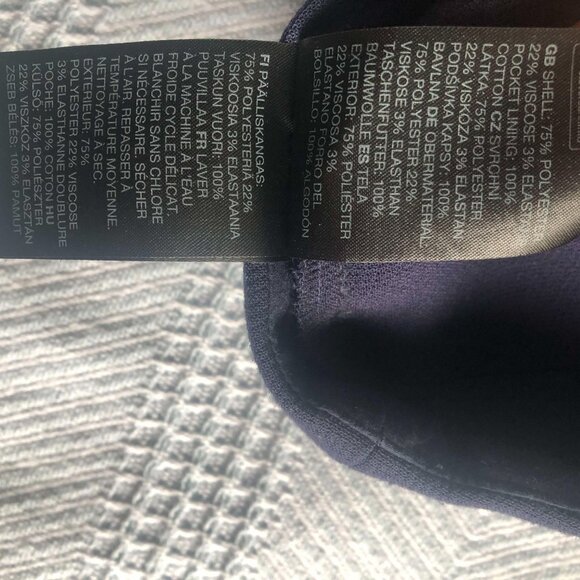 GB SHELL: 75% POLYESTER
22% VISCOSE 3%
POCKET LINING: 100%
COTTON CZ SVRCHNÍ
LÁTKA: 75% POLYESTER
22% VISKÓZA 3% ELASTAN
PODŠÍVKA KAPSY: 100%
BAVLNA DE OBERMATERIAL:
75% POLYESTER 22%
VISKOSE 3% ELASTHAN
TASCHENFUTTER: 100%
BAUMWOLLE ES TELA
EXTERIOR: 75% POLIÉSTER
22% VISCOSA 3%
FORRO DEL
BOLSILLO: 100% ALGODÓN
FI PÄÄLLISKANGAS:
75% POLYESTERIÄ 22%
VISKOOSIA 3% ELASTAANIA
TASKUN VUORI: 100%
PUUVILLAA FR LAVER
À LA MACHINE À L'EAU
FROIDE CYCLE DÉLICAT.
BLANCHIR SANS CHLORE
SI NÉCESSAIRE. SÉCHER
À L'AIR. REPASSER À
TEMPÉRATURE MOYENNE.
NETTOYAGE À SEC.
EXTÉRIEUR: 75%
POLYESTER 22% VISCOSE
3% ÉLASTHANNE DOUBLURE
POCHE: 100% COTON HU
KÜLSŐ: 75% POLIÉSZTER
22% VISZKÓZ 3% ELASZTÁN
ZSEB BÉLÉS: 100% PAMUT